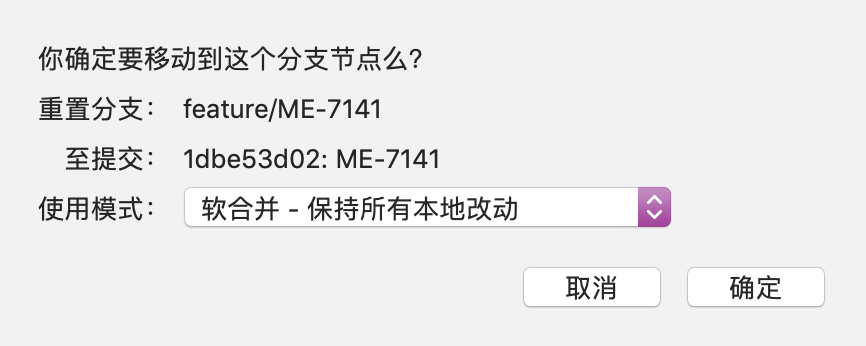 你确定要移动到这个分支节点么?
重置分支： feature/ME-7141
至提交： 1dbe53d02: ME-7141
使用模式： 软合并 - 保持所有本地改动
取消 确定